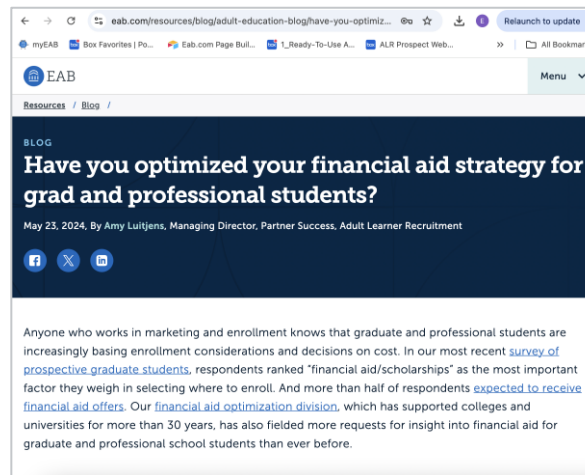 eab.com/resources/blog/adult-education-blog/have-you-optimiz...
E
Relaunch to update
myEAB
Box Favorites | Po...
Eab.com Page Buil...
1_Ready-To-Use A...
ALR Prospect Web...
»
All Bookmar
EAB
Menu
Resources / Blog /
BLOG
Have you optimized your financial aid strategy for
grad and professional students?
May 23, 2024, By Amy Luitjens, Managing Director, Partner Success, Adult Learner Recruitment
Anyone who works in marketing and enrollment knows that graduate and professional students are
increasingly basing enrollment considerations and decisions on cost. In our most recent survey of
prospective graduate students, respondents ranked "financial aid/scholarships" as the most important
factor they weigh in selecting where to enroll. And more than half of respondents expected to receive
financial aid offers. Our financial aid optimization division, which has supported colleges and
universities for more than 30 years, has also fielded more requests for insight into financial aid for
graduate and professional school students than ever before.